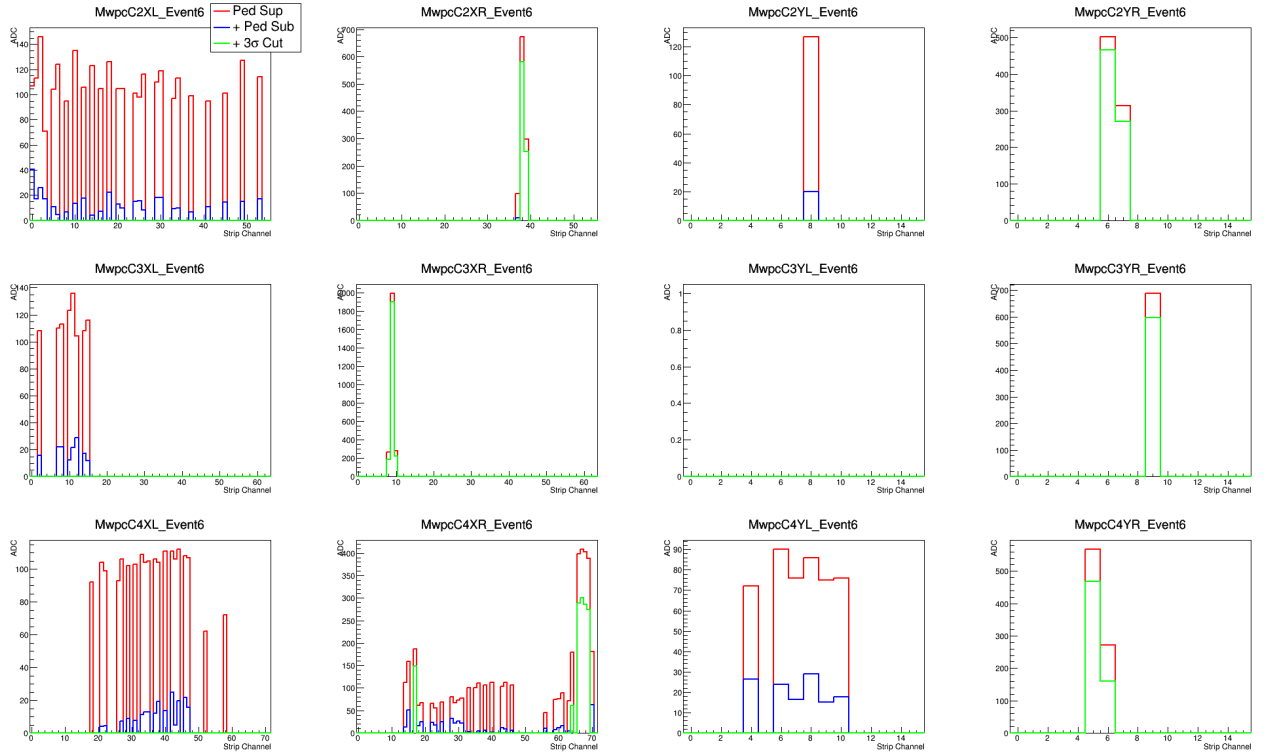 MwpcC2XL_Event6
ADC
140
120
100
80
60
40
20
0
0 10 20 30 40 50
Strip Channel
Ped Sup
+ Ped Sub
+ 3σ Cut
MwpcC2XR_Event6
ADC
700
600
500
400
300
200
100
0
0 10 20 30 40 50
Strip Channel
MwpcC2YL_Event6
ADC
120
100
80
60
40
20
0
0 2 4 6 8 10 12 14
Strip Channel
MwpcC2YR_Event6
ADC
500
400
300
200
100
0
0 2 4 6 8 10 12 14
Strip Channel
MwpcC3XL_Event6
ADC
140
120
100
80
60
40
20
0
0 10 20 30 40 50 60
Strip Channel
MwpcC3XR_Event6
ADC
2000
1800
1600
1400
1200
1000
800
600
400
200
0
0 10 20 30 40 50 60
Strip Channel
MwpcC3YL_Event6
ADC
1
0.8
0.6
0.4
0.2
0
0 2 4 6 8 10 12 14
Strip Channel
MwpcC3YR_Event6
ADC
700
600
500
400
300
200
100
0
0 2 4 6 8 10 12 14
Strip Channel
MwpcC4XL_Event6
ADC
100
80
60
40
20
0
0 10 20 30 40 50 60 70
Strip Channel
MwpcC4XR_Event6
ADC
400
350
300
250
200
150
100
50
0
0 10 20 30 40 50 60 70
Strip Channel
MwpcC4YL_Event6
ADC
90
80
70
60
50
40
30
20
10
0
0 2 4 6 8 10 12 14
Strip Channel
MwpcC4YR_Event6
ADC
500
400
300
200
100
0
0 2 4 6 8 10 12 14
Strip Channel